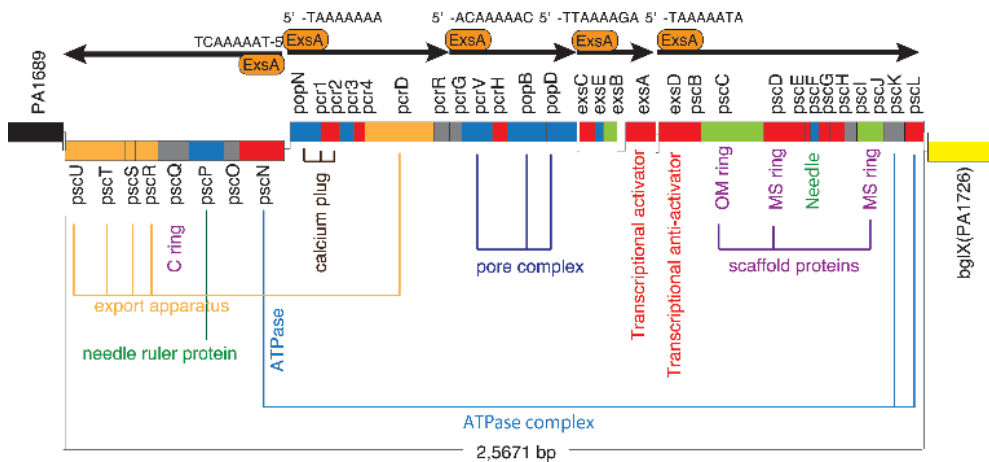 5' -TAAAAAAA
5' -ACAAAAAC
5' -TTAAAAGA
5' -TAAAAATA
TCAAAAAT-5'
ExsA
ExsA
ExsA
ExsA
ExsA
PA1689
popN
pcr1
pcr2
pcr3
pcr4
pcrD
pcrR
pcrG
pcrV
pcrH
popB
popD
exsC
exsE
exsB
exsA
exsD
pscB
pscC
pscD
pscE
pscF
pscG
pscH
pscI
pscJ
pscK
pscL
pscU
pscT
pscS
pscR
pscQ
pscP
pscO
pscN
bglX(PA1726)
C ring
calcium plug
pore complex
Transcriptional activator
Transcriptional anti-activator
OM ring
MS ring
Needle
MS ring
scaffold proteins
export apparatus
needle ruler protein
ATPase
ATPase complex
2,5671 bp